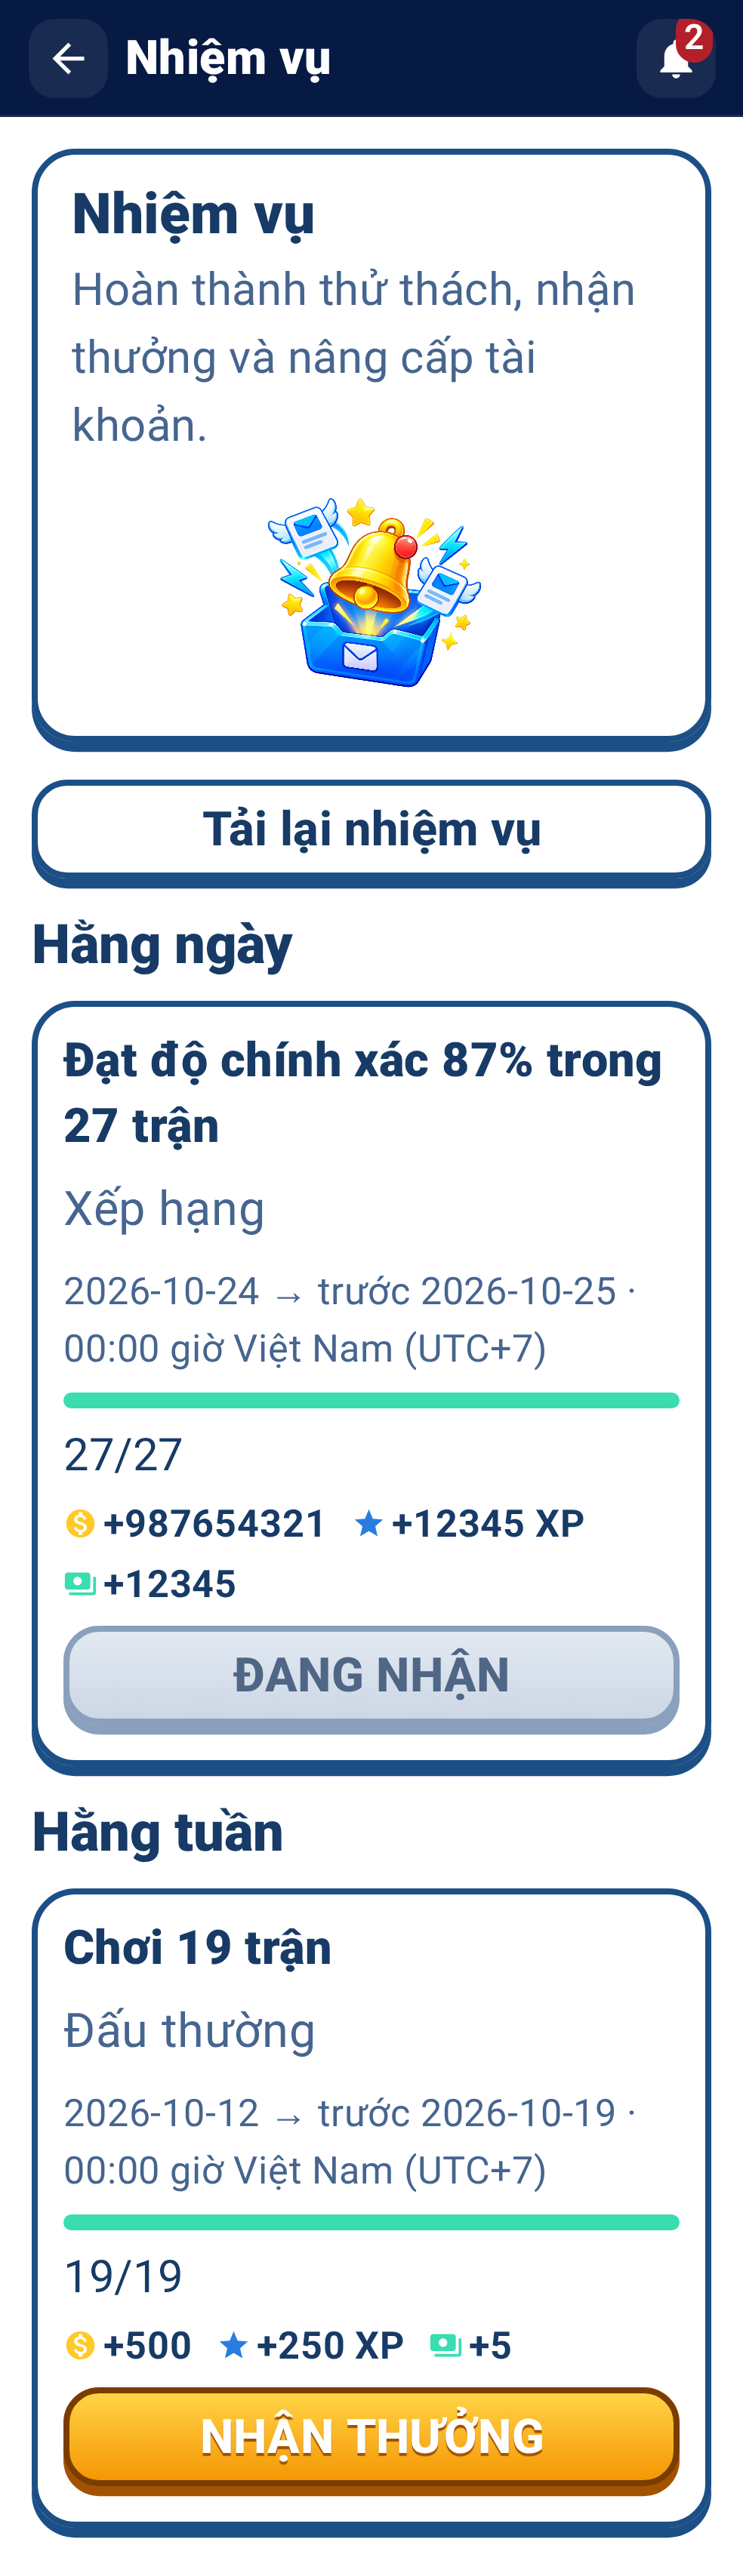 Nhiệm vụ
2
Nhiệm vụ
Hoàn thành thử thách, nhận
thưởng và nâng cấp tài
khoản.
Tải lại nhiệm vụ
Hằng ngày
Đạt độ chính xác 87% trong
27 trận
Xếp hạng
2026-10-24 → trước 2026-10-25 ·
00:00 giờ Việt Nam (UTC+7)
27/27
+987654321 +12345 XP
+12345
ĐANG NHẬN
Hằng tuần
Chơi 19 trận
Đấu thường
2026-10-12 → trước 2026-10-19 ·
00:00 giờ Việt Nam (UTC+7)
19/19
+500 +250 XP +5
NHẬN THƯỞNG